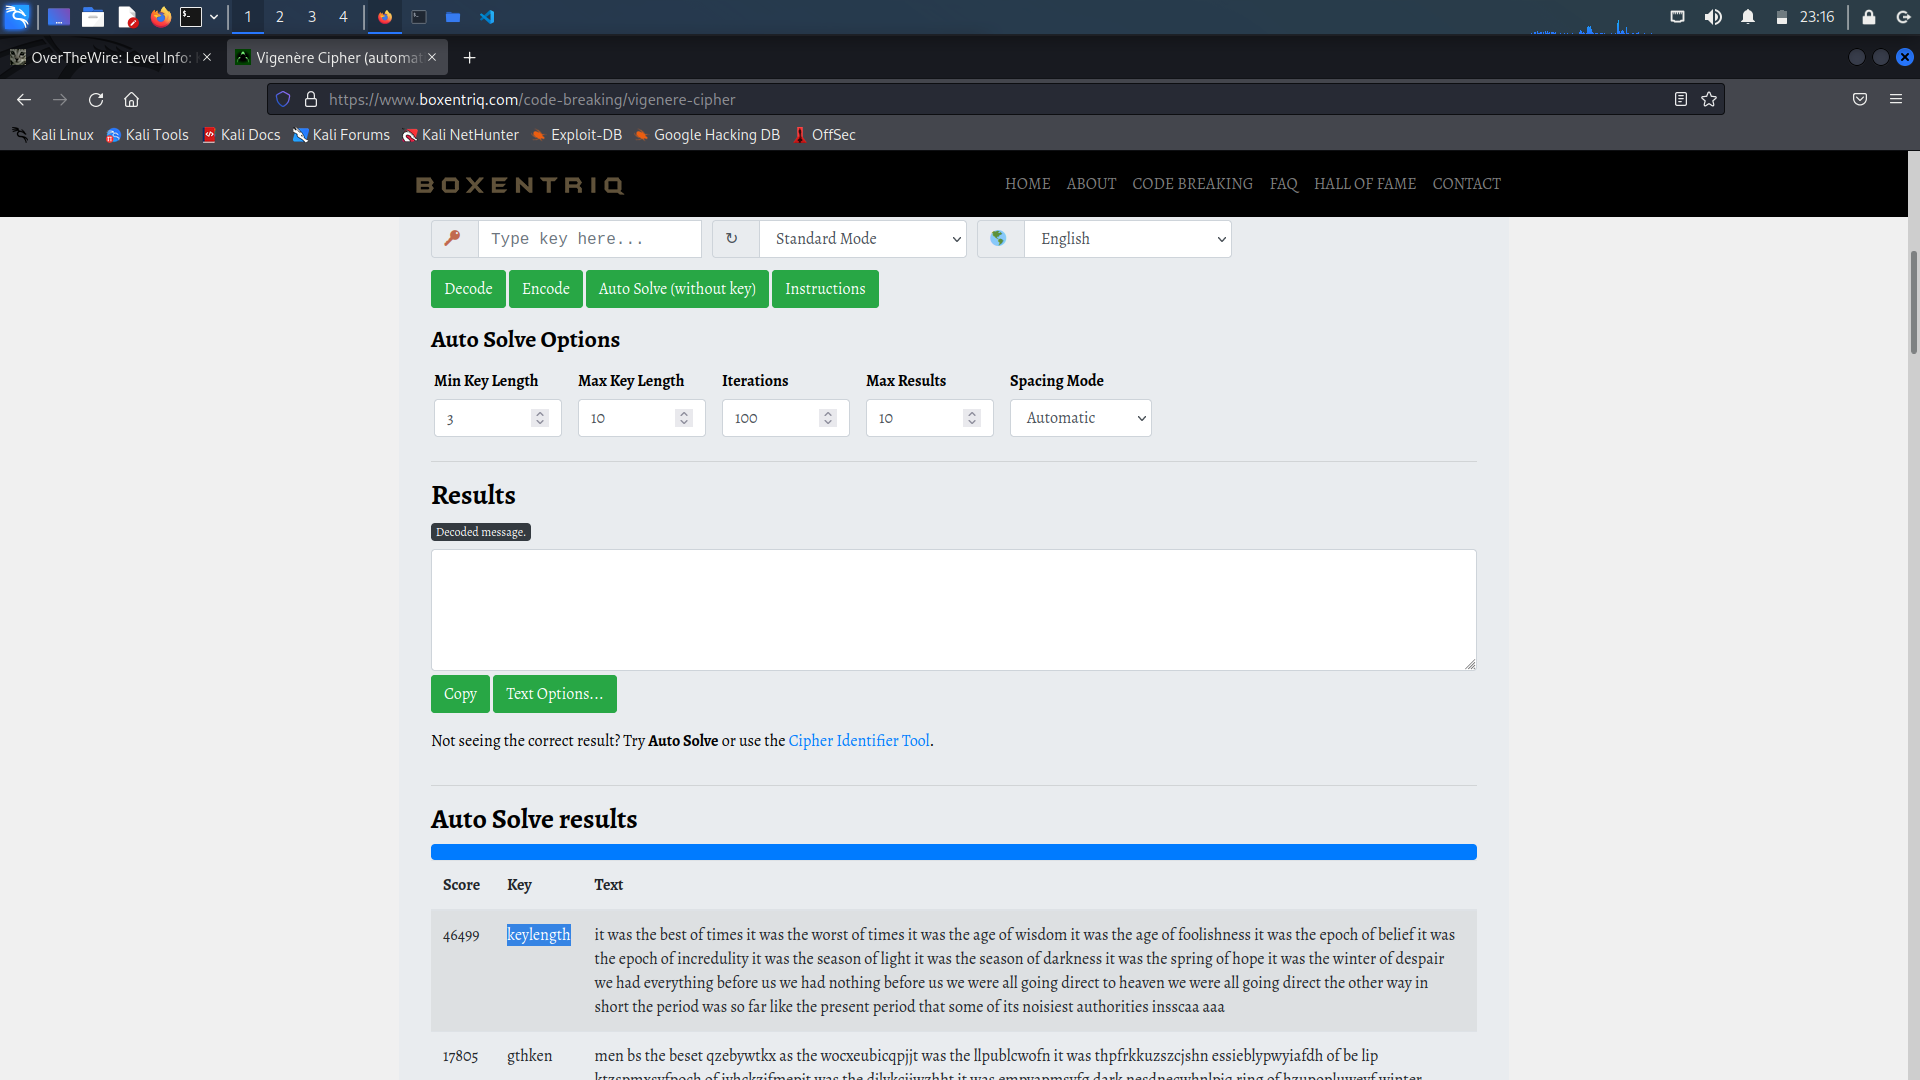 1 2 3 4 23:16
OverTheWire: Level Info: Vigenère Cipher (automat
https://www.boxentriq.com/code-breaking/vigenere-cipher
Kali Linux Kali Tools Kali Docs Kali Forums Kali NetHunter Exploit-DB Google Hacking DB OffSec
BOXENTRIQ HOME ABOUT CODE BREAKING FAQ HALL OF FAME CONTACT
Type key here... Standard Mode English
Decode Encode Auto Solve (without key) Instructions
Auto Solve Options
Min Key Length Max Key Length Iterations Max Results Spacing Mode
3 10 100 10 Automatic
Results
Decoded message.
Copy Text Options...
Not seeing the correct result? Try Auto Solve or use the Cipher Identifier Tool.
Auto Solve results
Score Key Text
46499 keylength it was the best of times it was the worst of times it was the age of wisdom it was the age of foolishness it was the epoch of belief it was
the epoch of incredulity it was the season of light it was the season of darkness it was the spring of hope it was the winter of despair
we had everything before us we had nothing before us we were all going direct to heaven we were all going direct the other way in
short the period was so far like the present period that some of its noisiest authorities insscaa aaa
17805 gthken men bs the beset qzebywtkx as the wocxeubicqpjjt was the llpublcwofn it was thpfrkkuzszcjshn essieblypwyiafdh of be lip